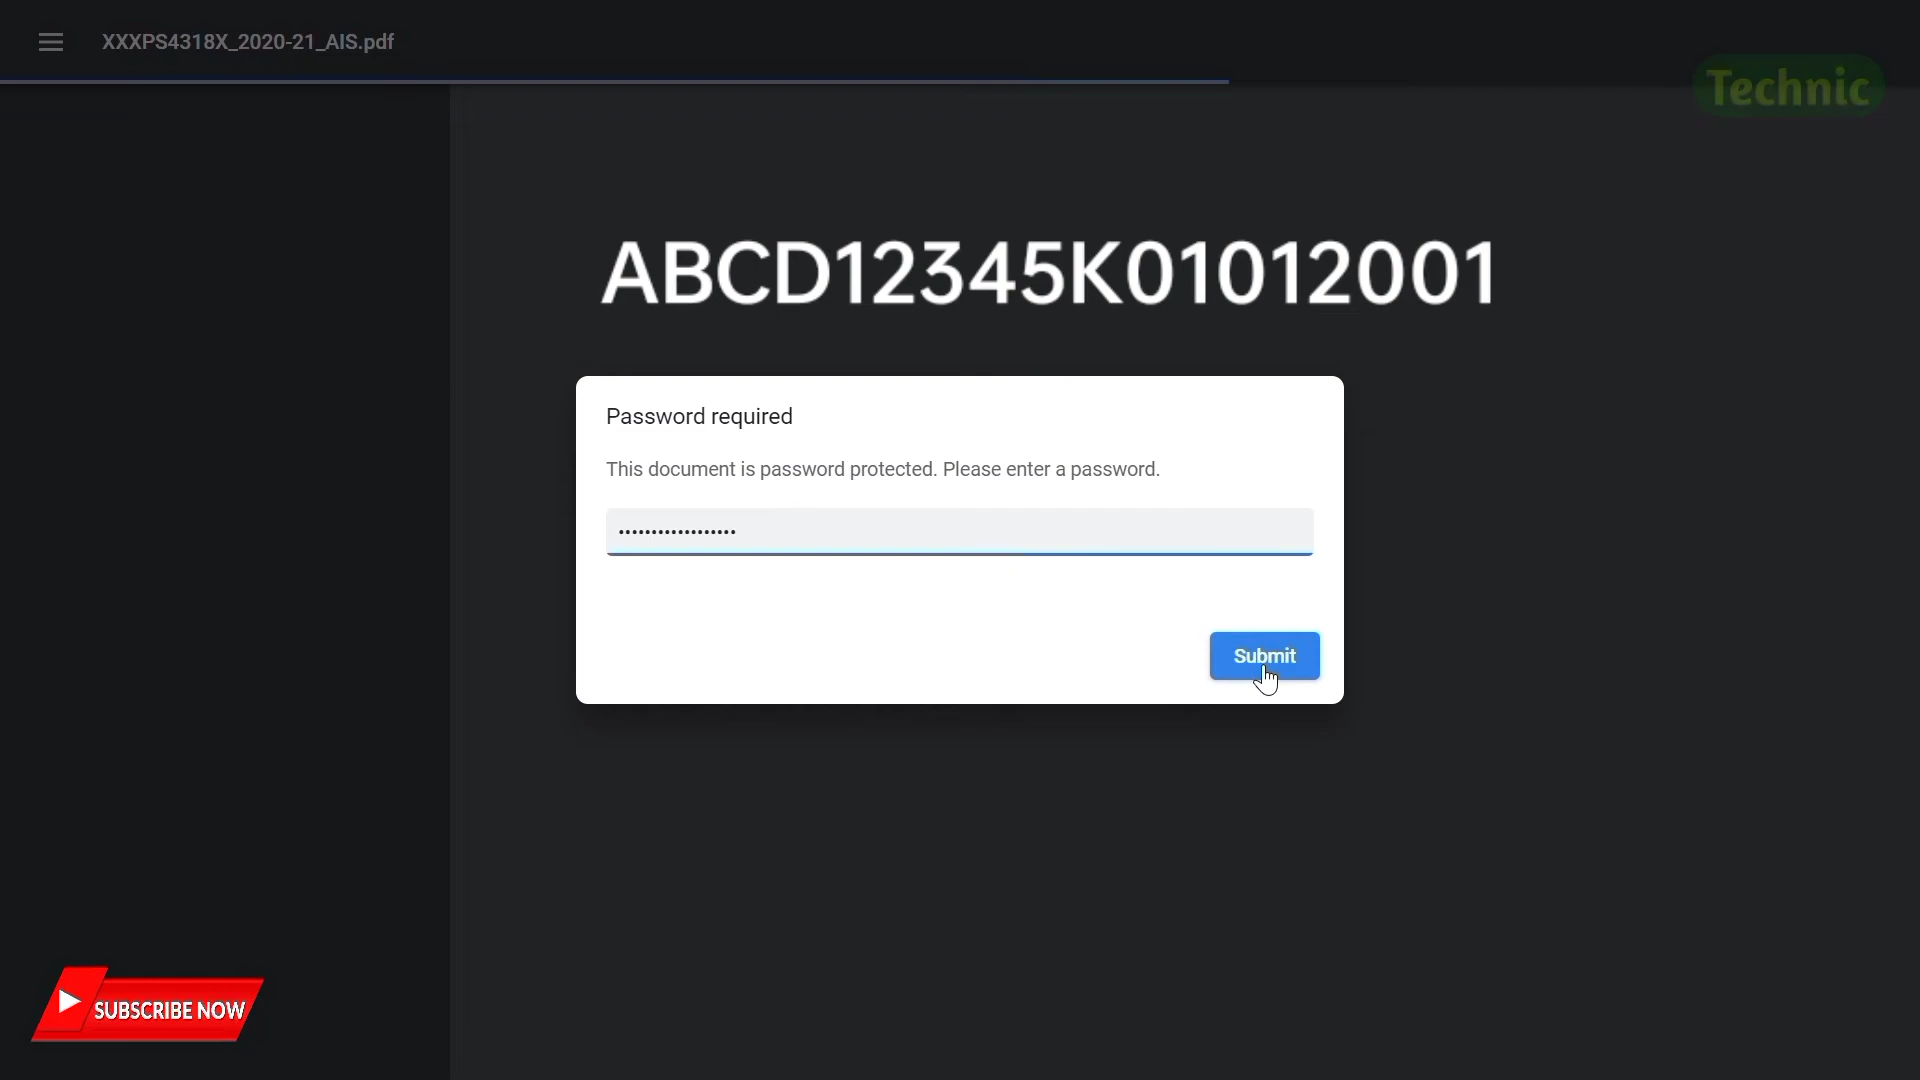 XXXPS4318X_2020-21_AIS.pdf
Technic
ABCD12345K01012001
Password required
This document is password protected. Please enter a password.
••••••••••••••••••
Submit
SUBSCRIBE NOW